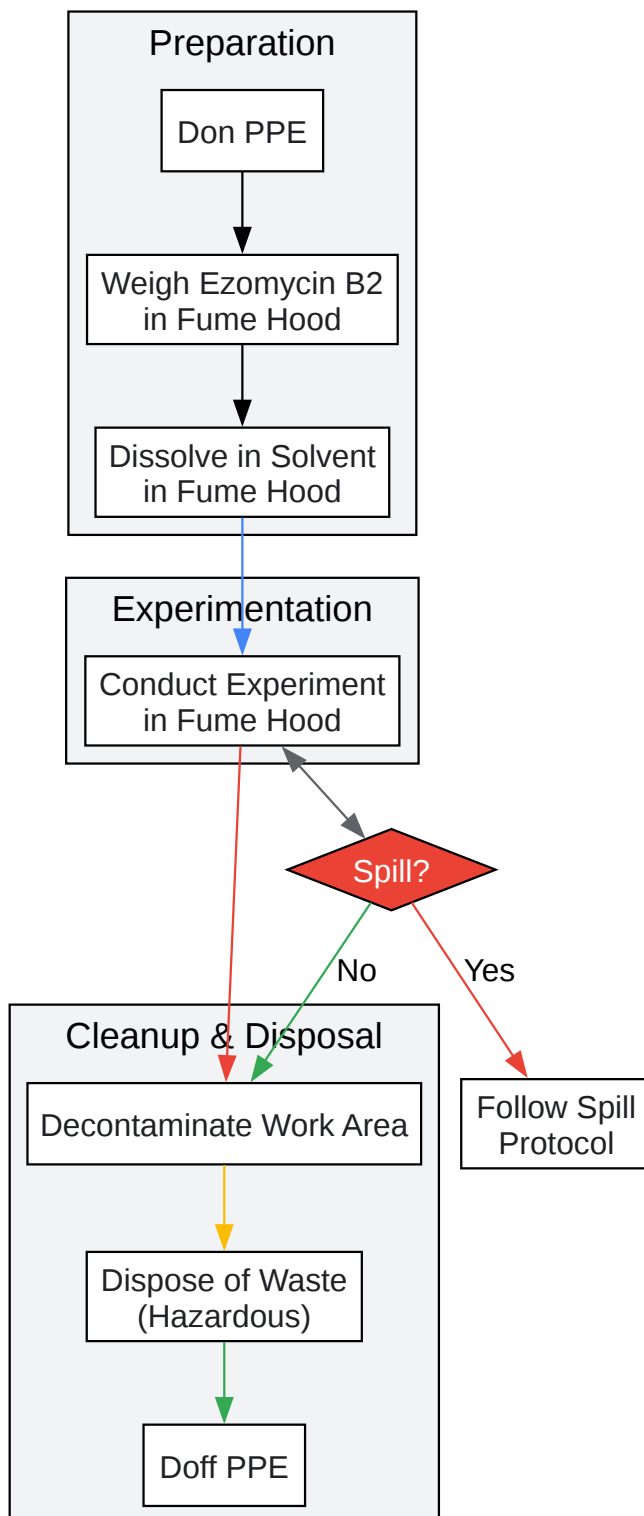 Preparation
Don PPE
Weigh Ezomycin B2
in Fume Hood
Dissolve in Solvent
in Fume Hood
Experimentation
Conduct Experiment
in Fume Hood
Spill?
No
Yes
Cleanup & Disposal
Decontaminate Work Area
Follow Spill
Protocol
Dispose of Waste
(Hazardous)
Doff PPE